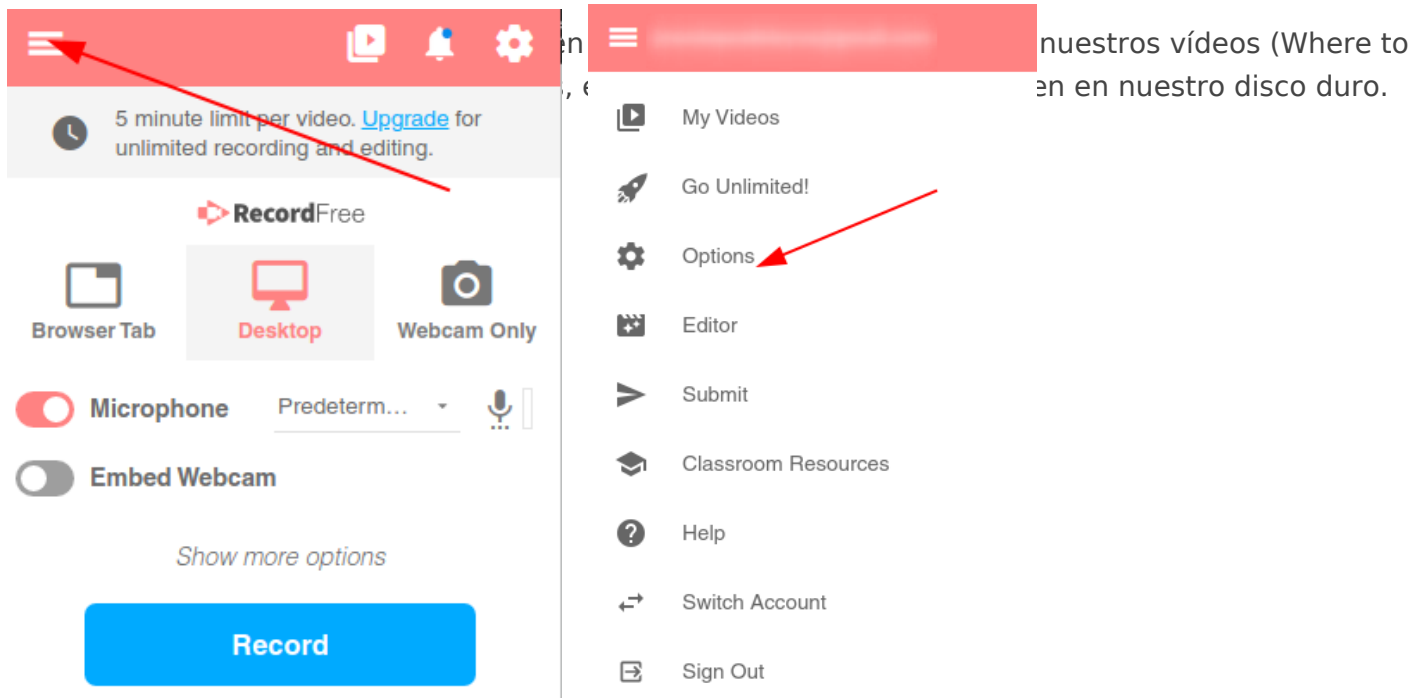 én
nuestros vídeos (Where to
en en nuestro disco duro.
5 minute limit per video. Upgrade for
unlimited recording and editing.
RecordFree
Browser Tab
Desktop
Webcam Only
Microphone
Predeterm...
Embed Webcam
Show more options
Record
My Videos
Go Unlimited!
Options
Editor
Submit
Classroom Resources
Help
Switch Account
Sign Out